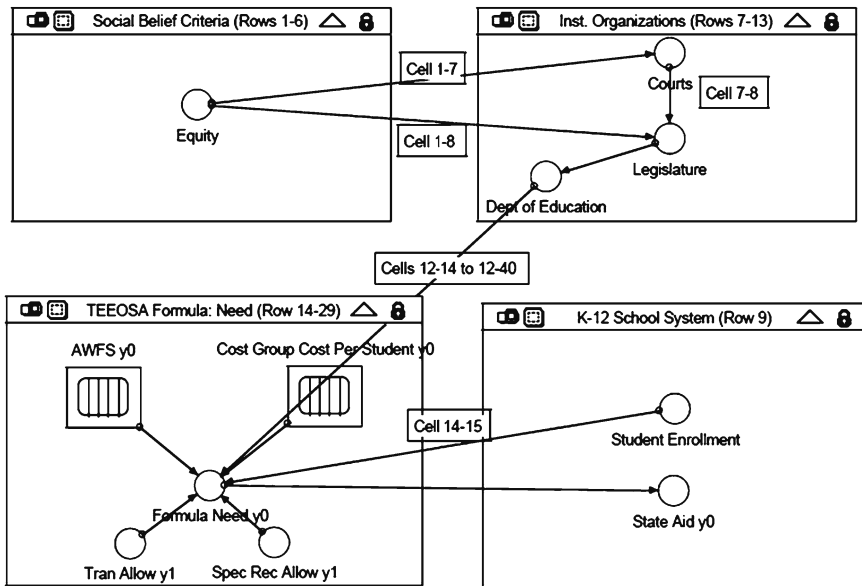 Social Belief Criteria (Rows 1-6)
Inst. Organizations (Rows 7-13)
Cell 1-7
Courts
Cell 7-8
Equity
Cell 1-8
Legislature
Dept of Education
Cells 12-14 to 12-40
TEEOSA Formula: Need (Row 14-29)
K-12 School System (Row 9)
AWFS y0
Cost Group Cost Per Student y0
Cell 14-15
Student Enrollment
Formula Need y0
State Aid y0
Tran Allow y1
Spec Rec Allow y1